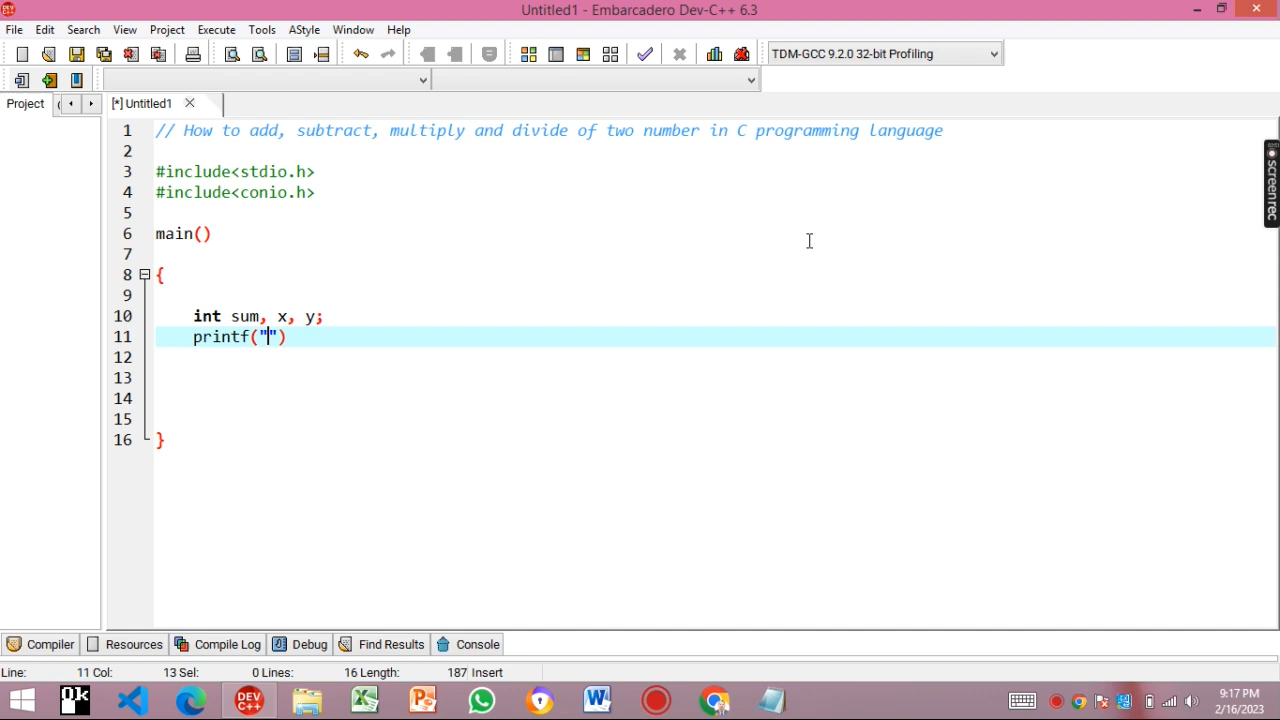 Untitled1 - Embarcadero Dev-C++ 6.3
File Edit Search View Project Execute Tools AStyle Window Help
TDM-GCC 9.2.0 32-bit Profiling
Project
[*] Untitled1
1 // How to add, subtract, multiply and divide of two number in C programming language
2
3 #include<stdio.h>
4 #include<conio.h>
5
6 main()
7
8 {
9
10 int sum, x, y;
11 printf("")
12
13
14
15
16 }
screenrec
Compiler Resources Compile Log Debug Find Results Console
Line: 11 Col: 13 Sel: 0 Lines: 16 Length: 187 Insert
Ok
DEV C++
9:17 PM
2/16/2023